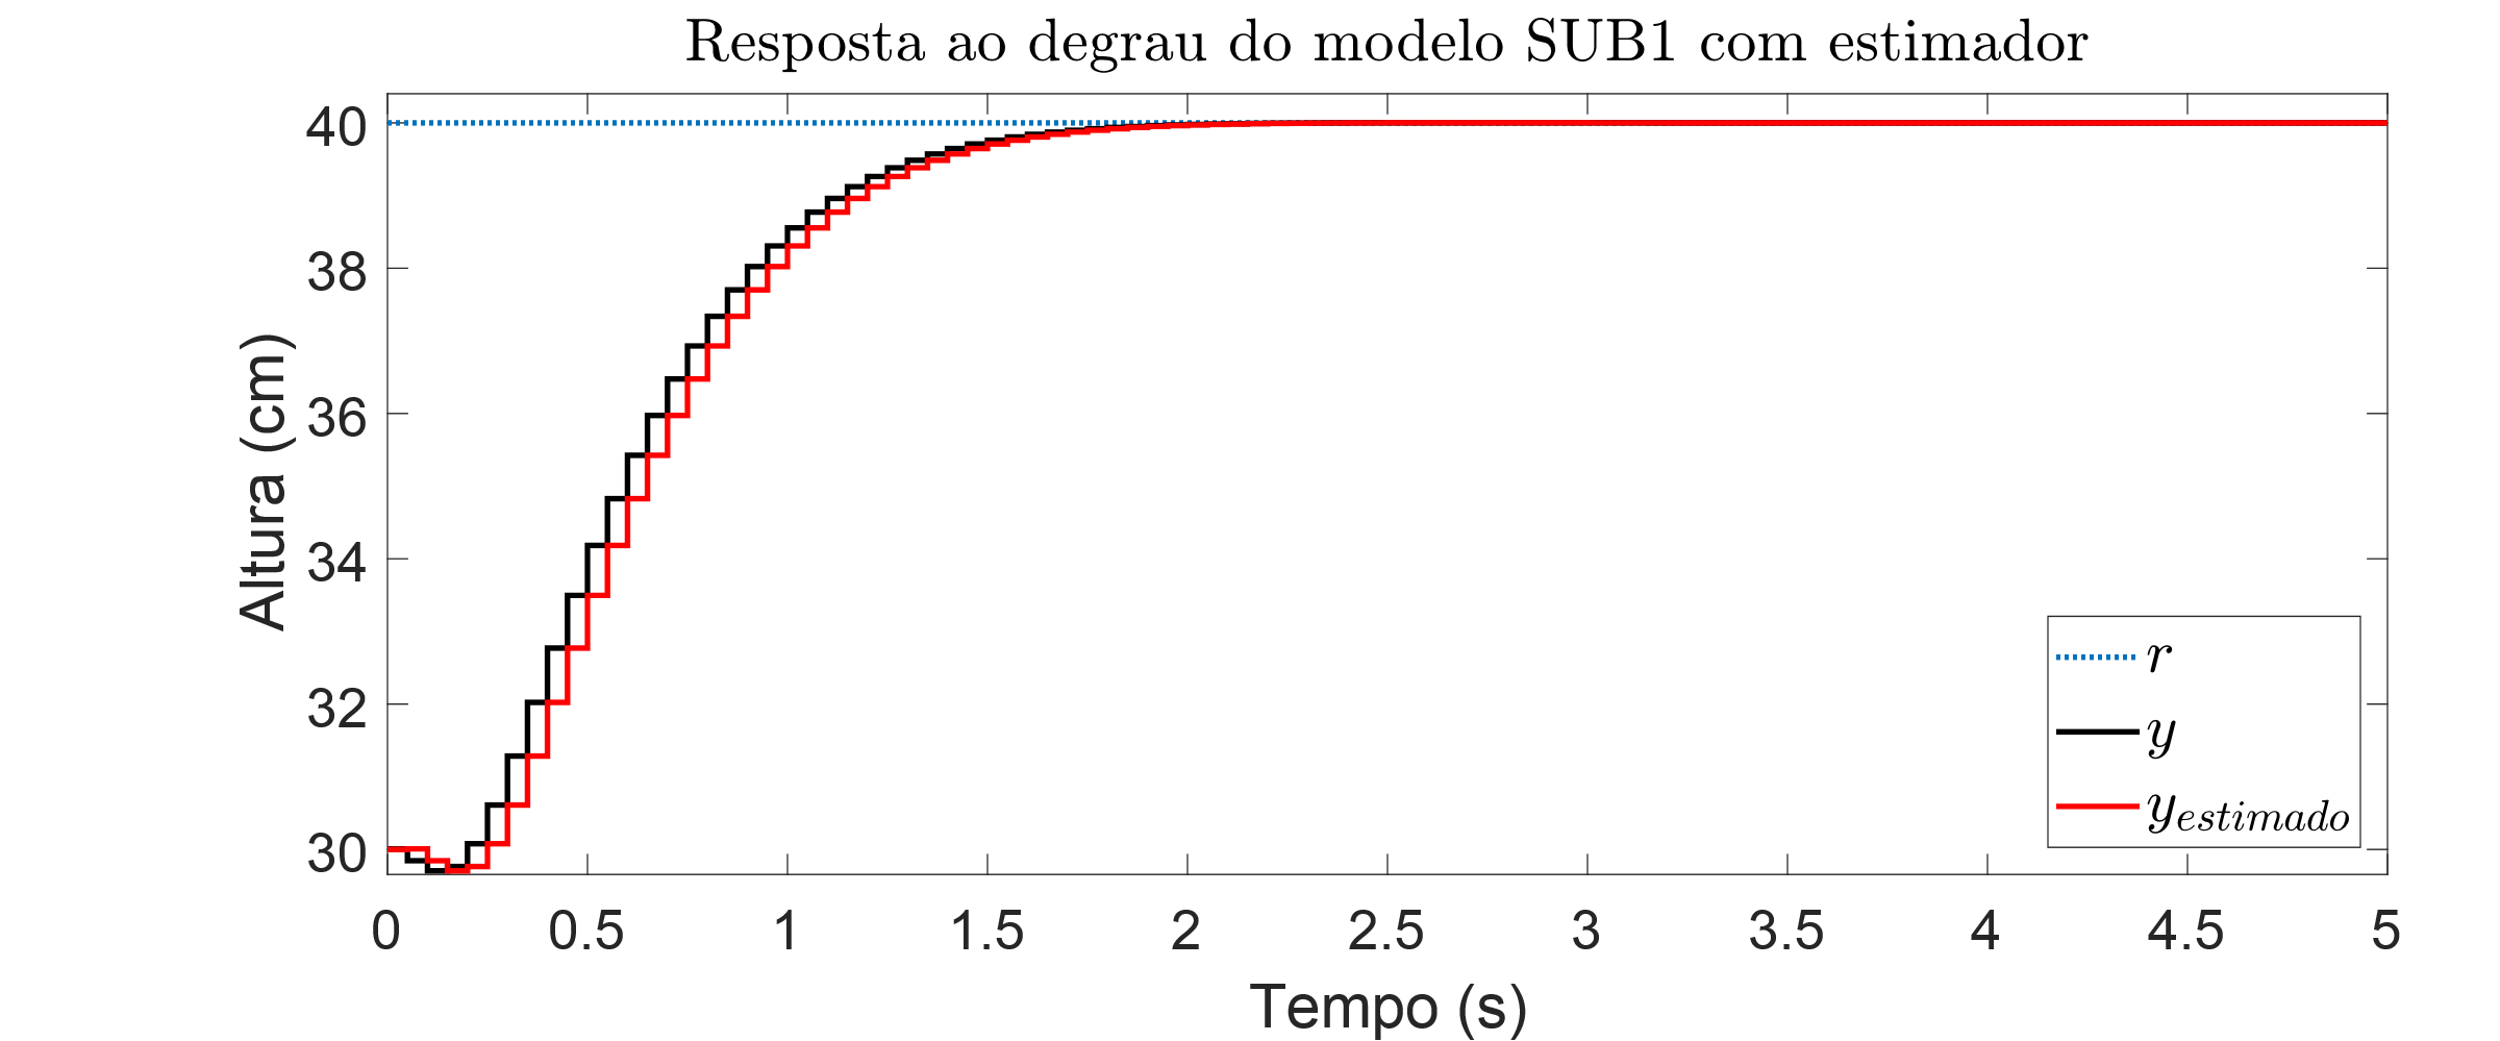 Resposta ao degrau do modelo SUB1 com estimador
40
38
36
34
32
30
Altura (cm)
0 0.5 1 1.5 2 2.5 3 3.5 4 4.5 5
Tempo (s)
r
y
yestimado